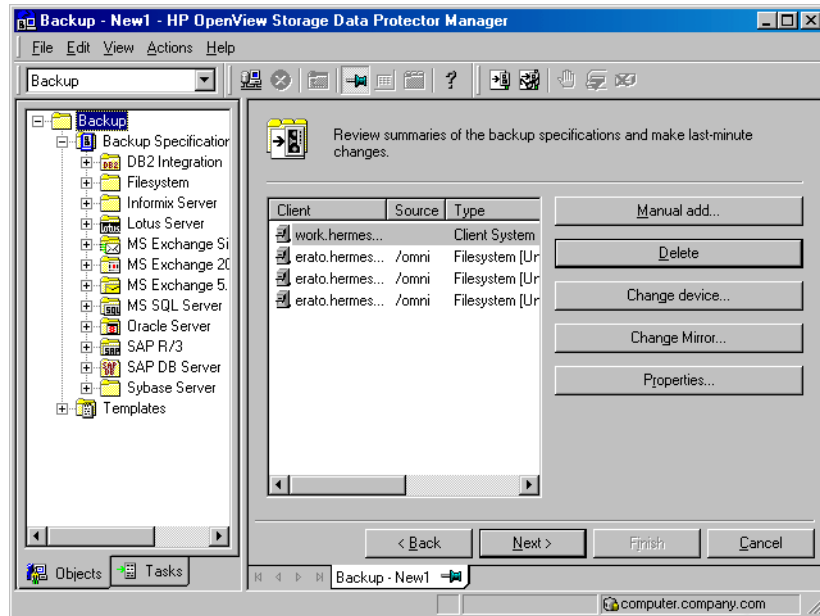 Backup - New1 - HP OpenView Storage Data Protector Manager
File Edit View Actions Help
Backup
Backup
Backup Specification
DB2 Integration
Filesystem
Informix Server
Lotus Server
MS Exchange Si
MS Exchange 20
MS Exchange 5.
MS SQL Server
Oracle Server
SAP R/3
SAP DB Server
Sybase Server
Templates
Objects
Tasks
Review summaries of the backup specifications and make last-minute
changes.
Client Source Type
work.hermes... Client System
erato.hermes... /omni Filesystem [Un
erato.hermes... /omni Filesystem [Un
erato.hermes... /omni Filesystem [Un
Manual add...
Delete
Change device...
Change Mirror...
Properties...
< Back
Next >
Finish
Cancel
Backup - New1
computer.company.com